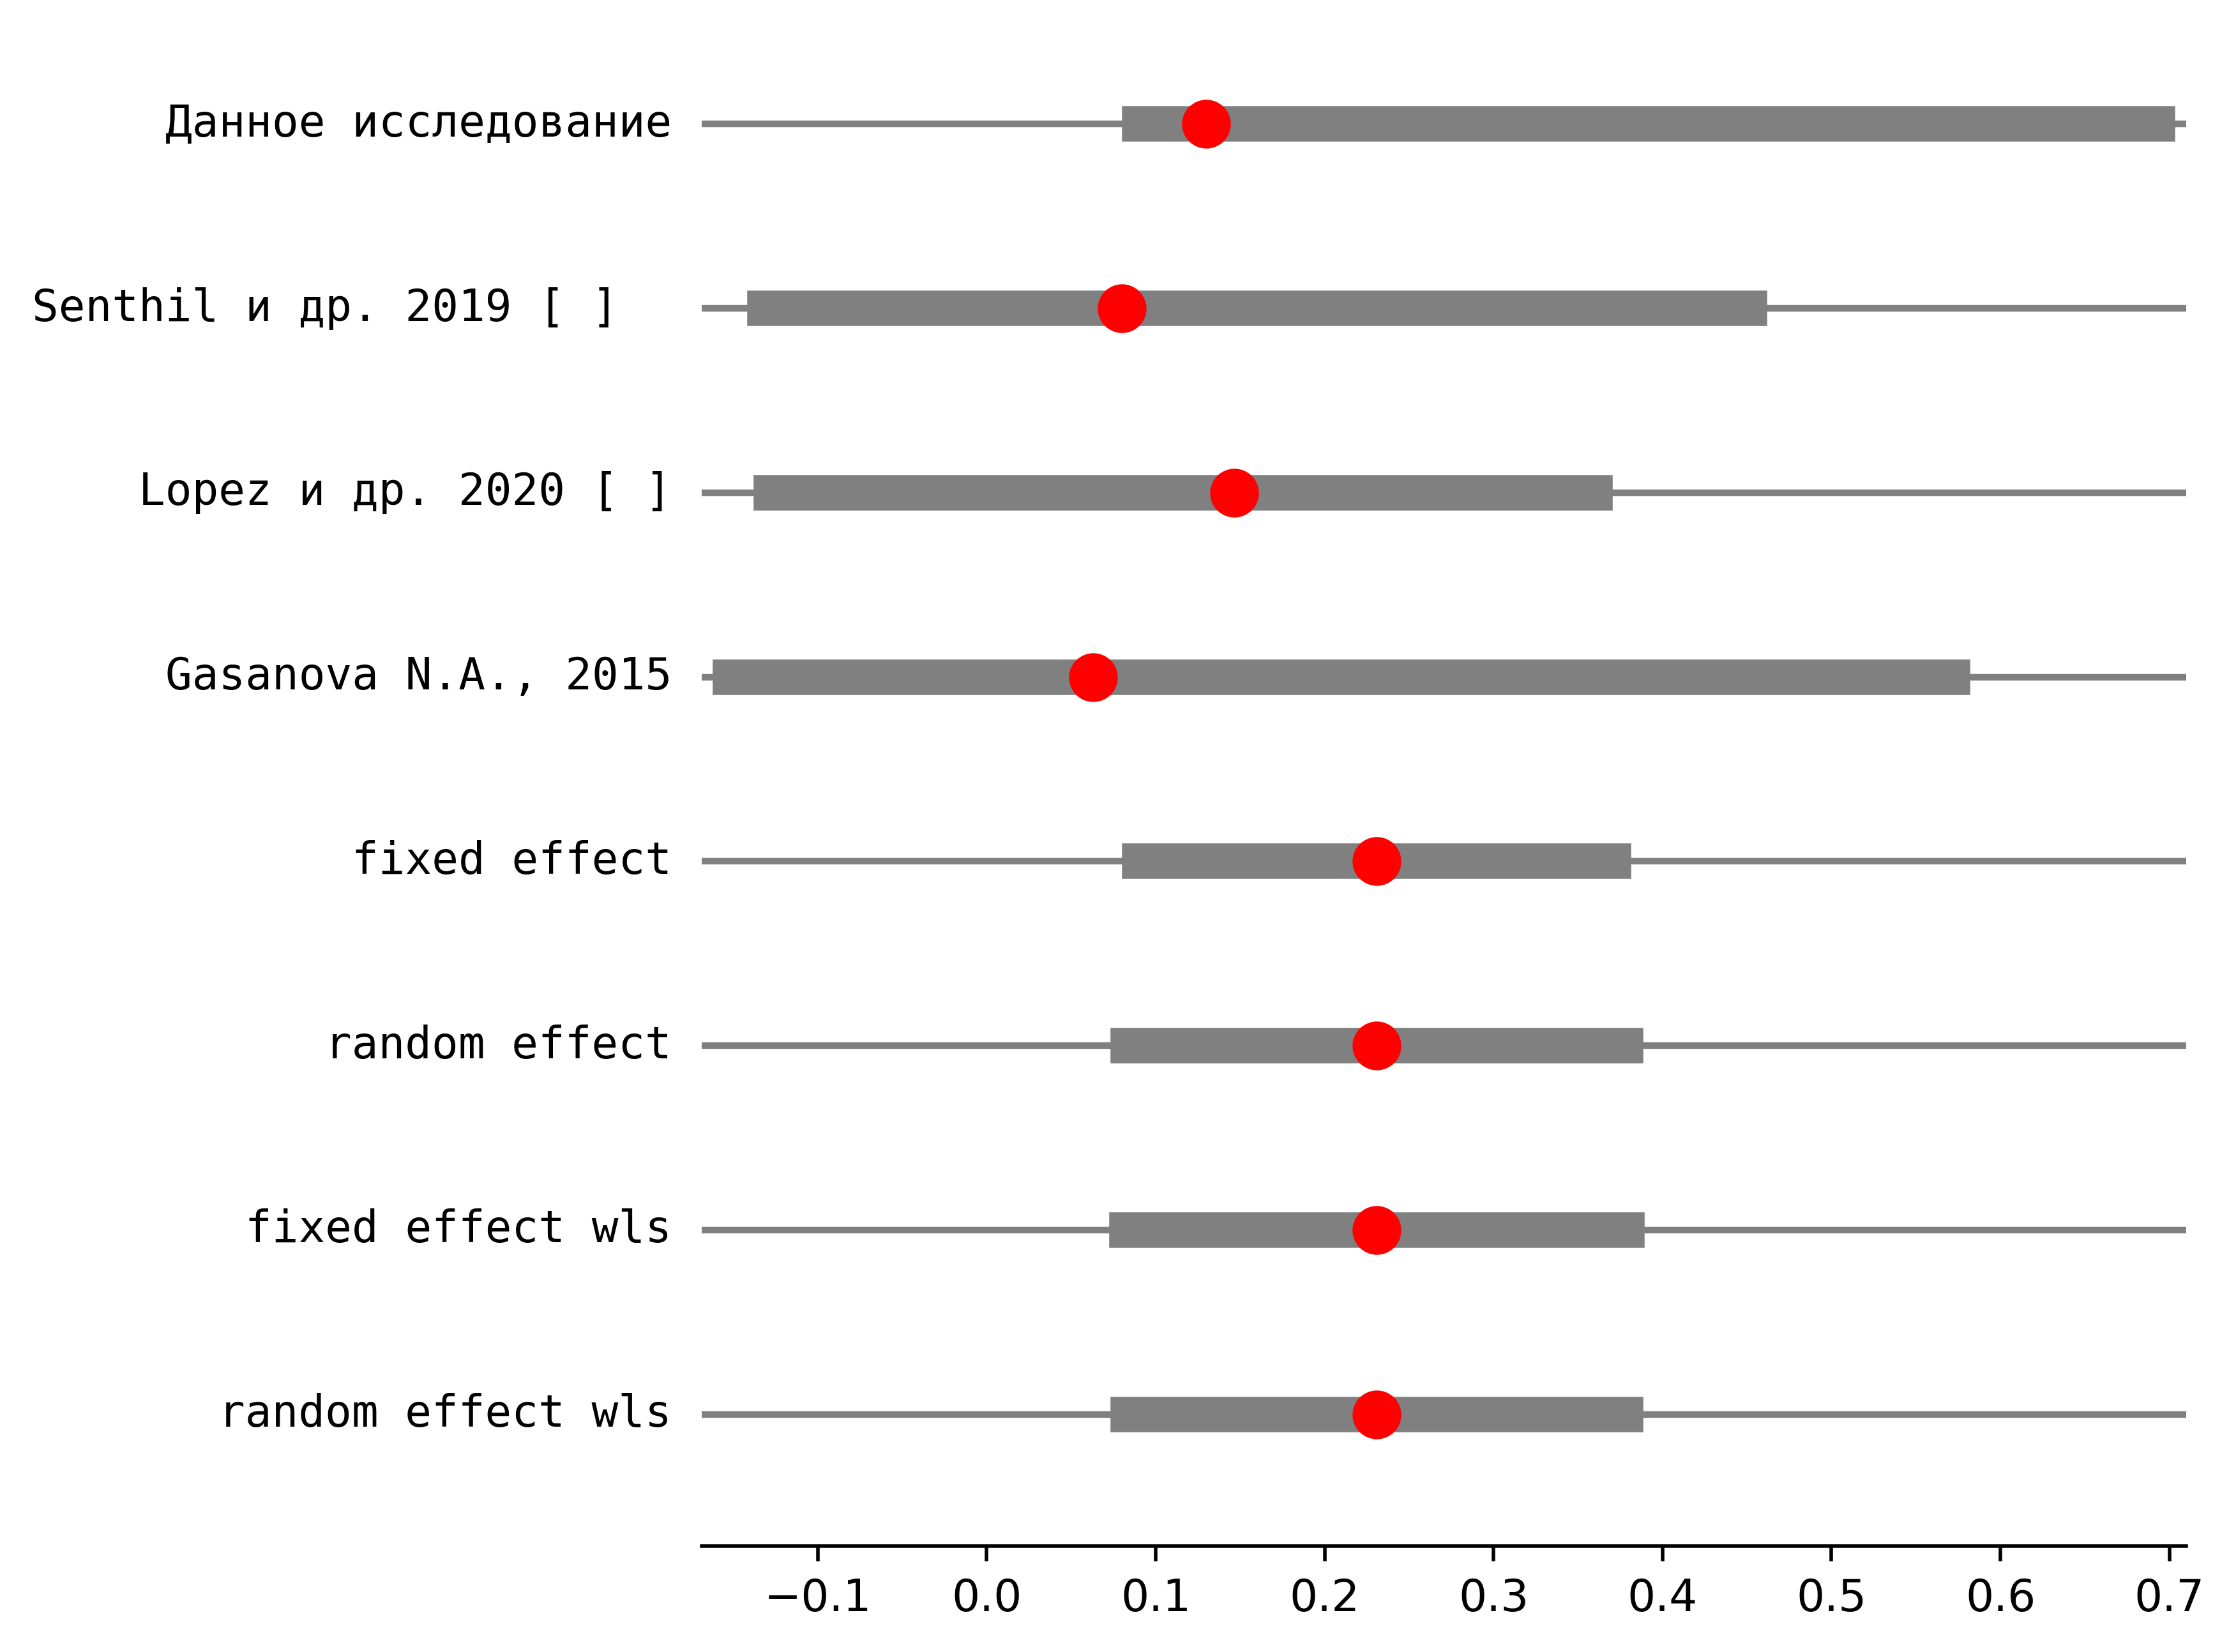 Данное исследование
Senthil и др. 2019 [ ]
Lopez и др. 2020 [ ]
Gasanova N.A., 2015
fixed effect
random effect
fixed effect wls
random effect wls
−0.1 0.0 0.1 0.2 0.3 0.4 0.5 0.6 0.7